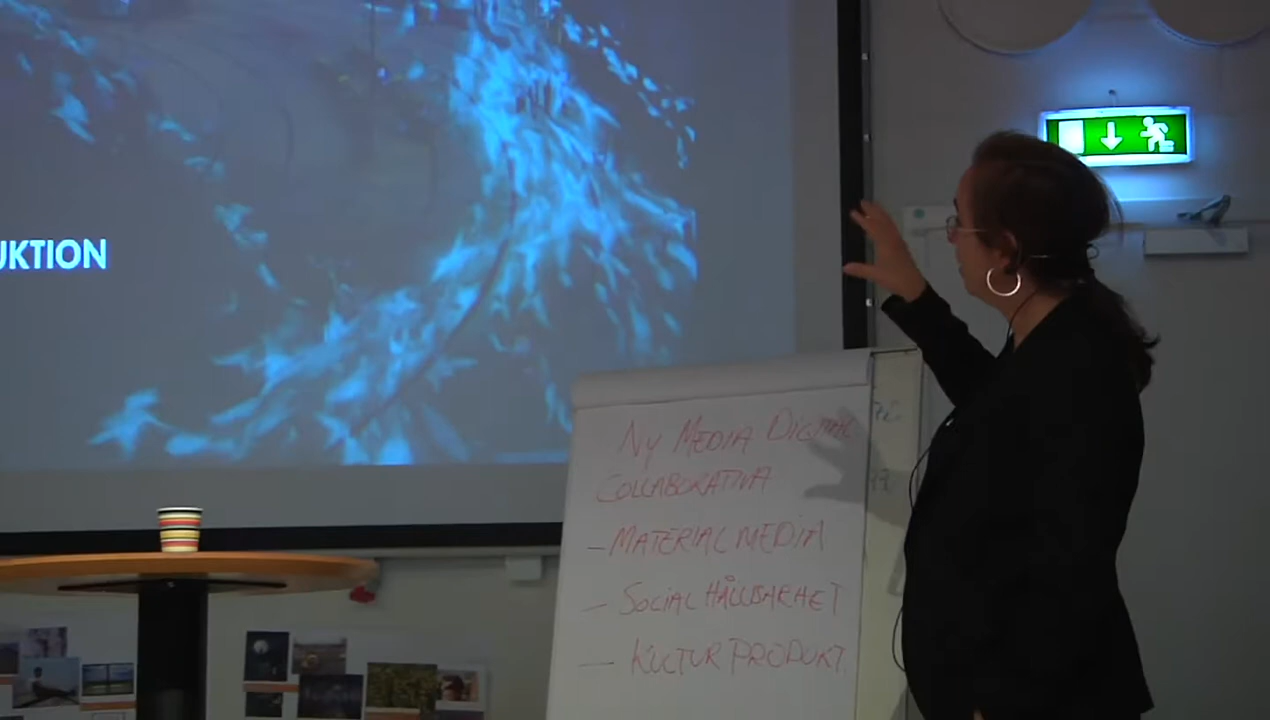 UKTION
NY MEDIA DIGITAL
COLLABORATIVA
- MATERIAL MEDIA
- SOCIAL HÅLLBARHET
- KULTUR PRODUKT.